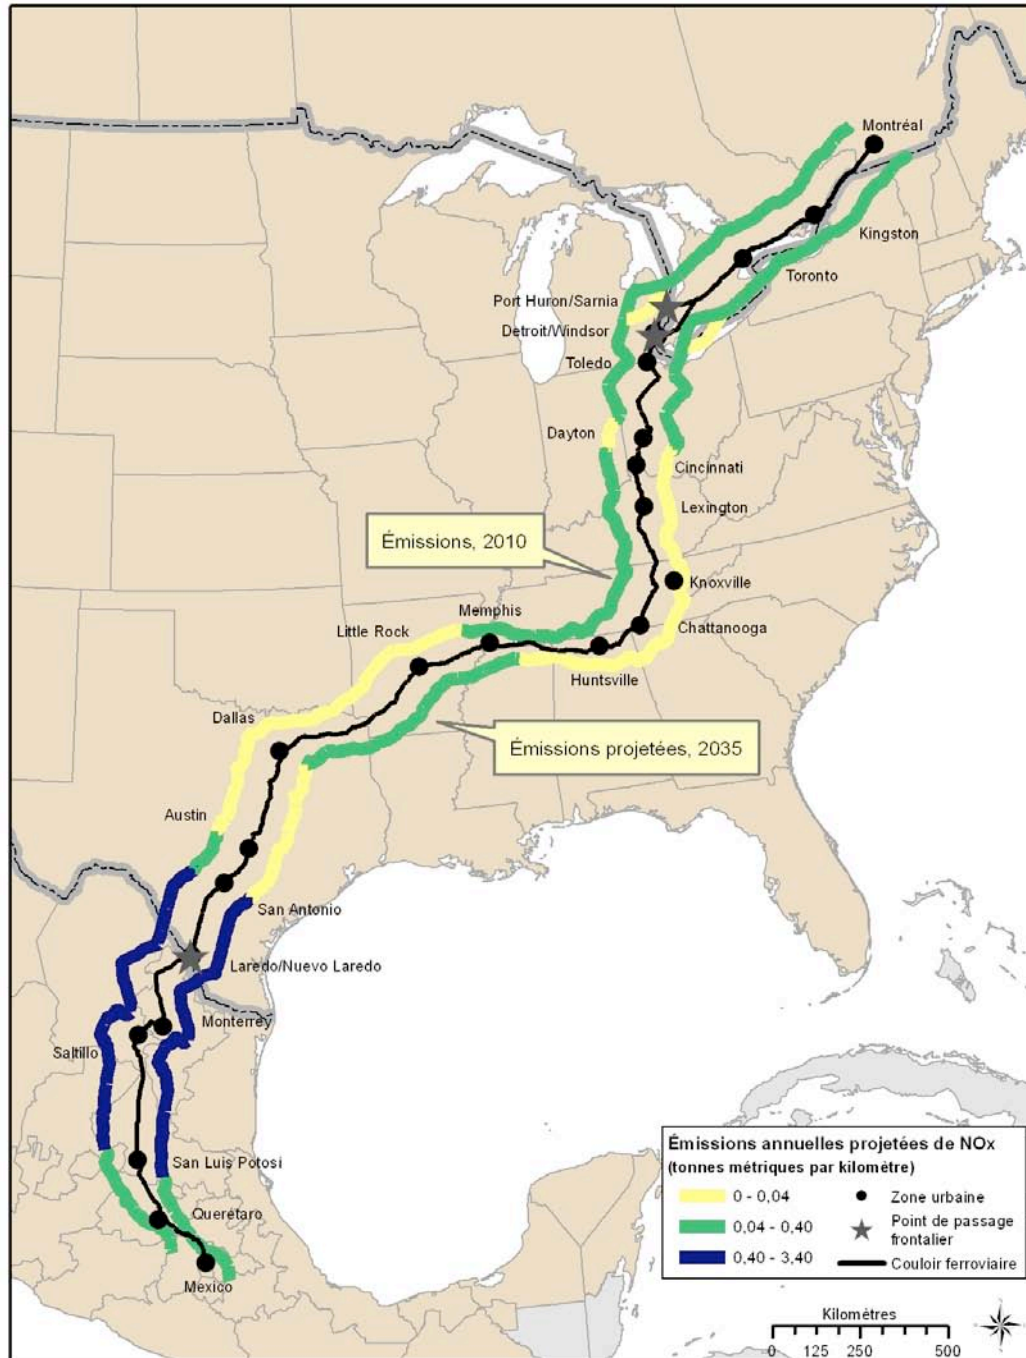 Montréal
Kingston
Toronto
Port Huron/Sarnia
Detroit/Windsor
Toledo
Dayton
Cincinnati
Lexington
Émissions, 2010
Knoxville
Memphis
Little Rock
Chattanooga
Huntsville
Dallas
Émissions projetées, 2035
Austin
San Antonio
Laredo/Nuevo Laredo
Monterrey
Saltillo
San Luis Potosi
Querétaro
Mexico
Émissions annuelles projetées de NOx
(tonnes métriques par kilomètre)
0 - 0,04
0,04 - 0,40
0,40 - 3,40
Zone urbaine
Point de passage
frontalier
Couloir ferroviaire
Kilomètres
0 125 250 500